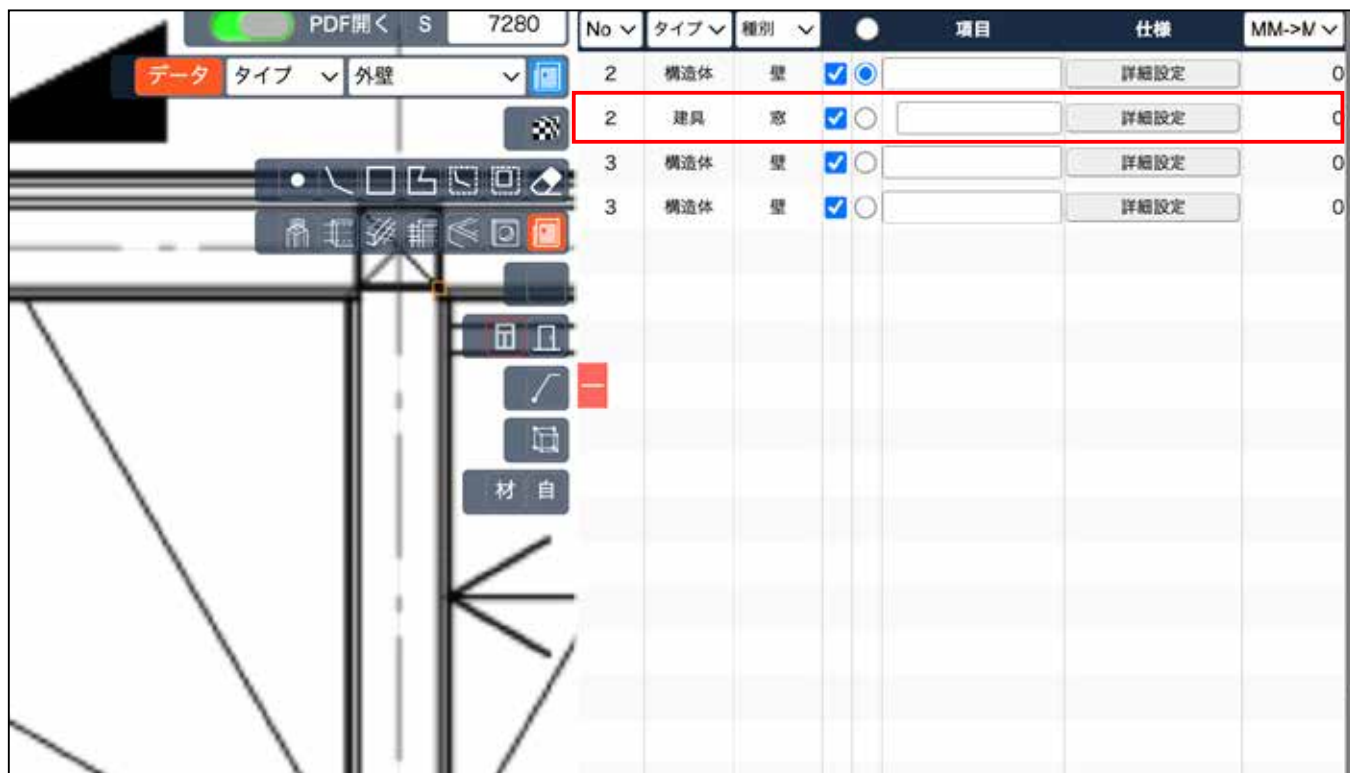 PDF開く S 7280
データ タイプ 外壁
材 自
No タイプ 種別 項目 仕様 MM->M
2 構造体 壁 詳細設定 0
2 建具 窓 詳細設定 0
3 構造体 壁 詳細設定 0
3 構造体 壁 詳細設定 0